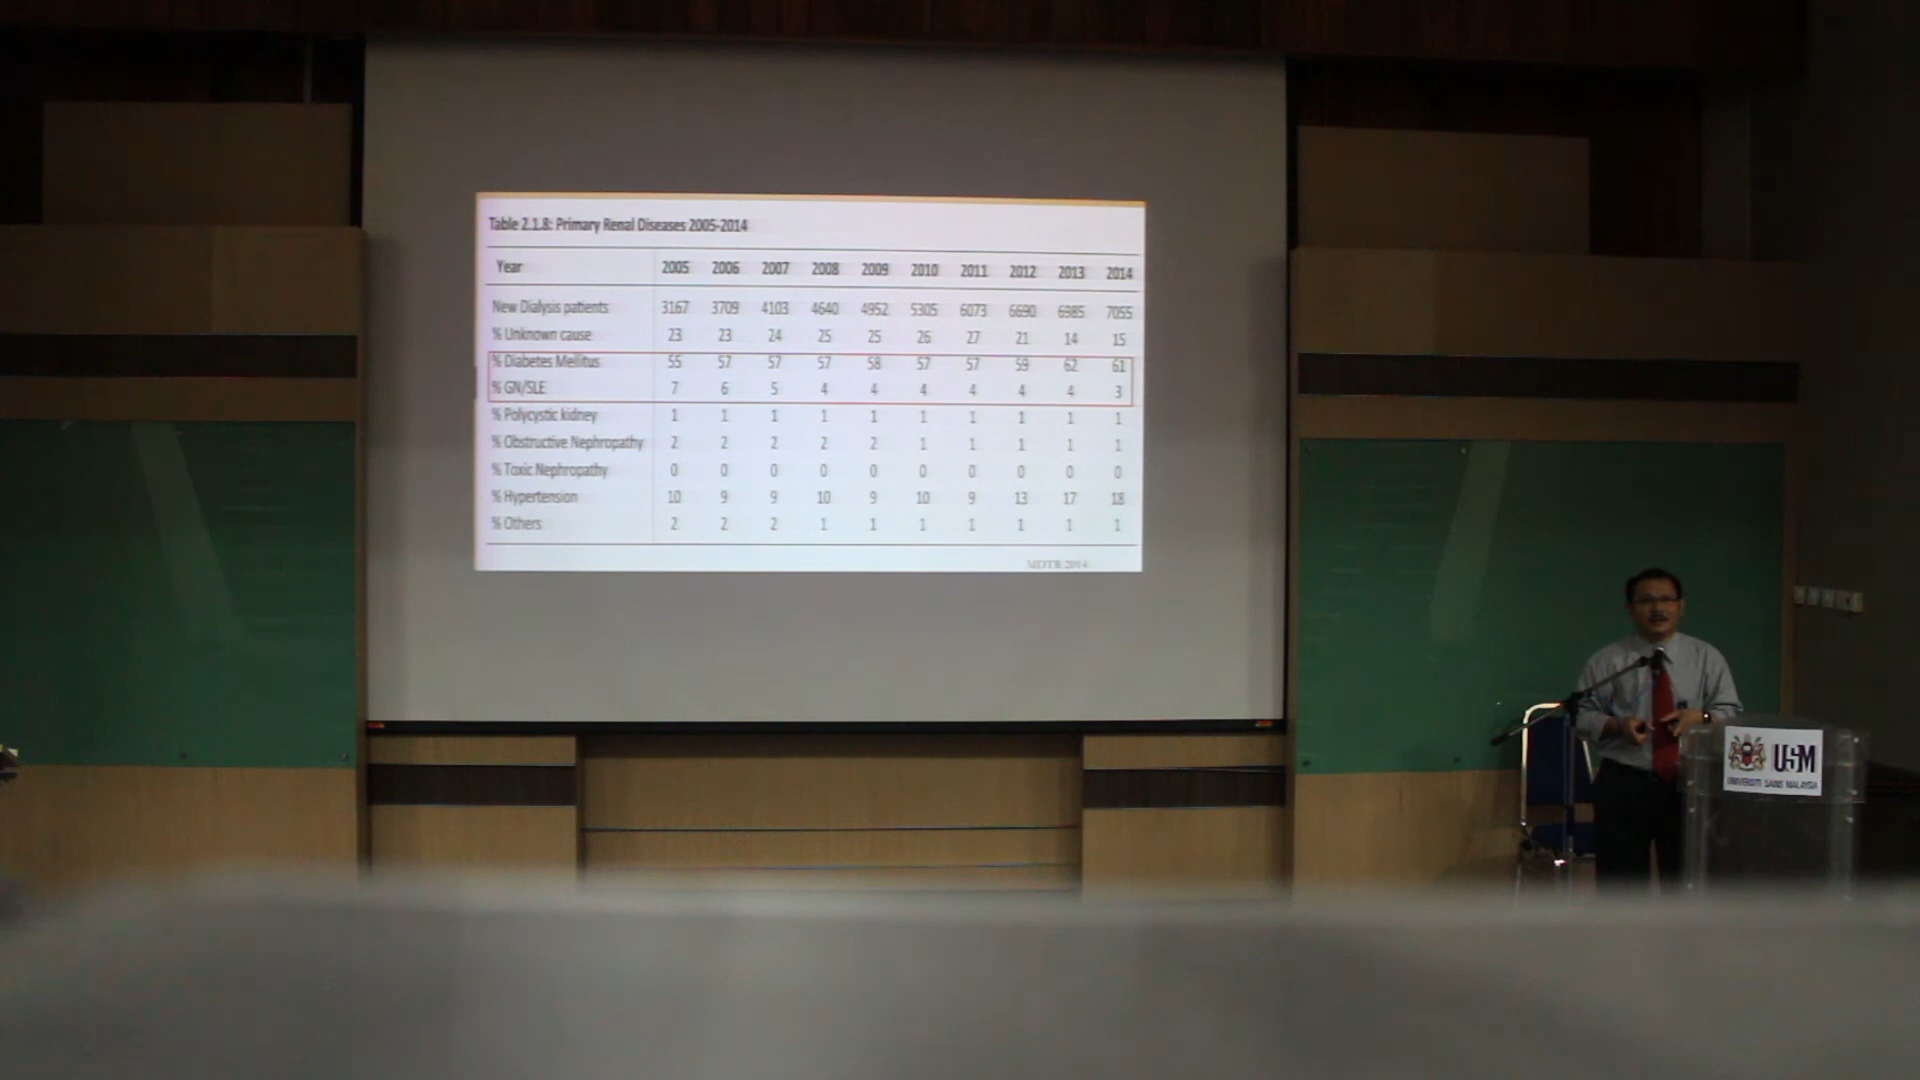 Table 2.1.8: Primary Renal Diseases 2005-2014
Year 2005 2006 2007 2008 2009 2010 2011 2012 2013 2014
New Dialysis patients 3167 3709 4103 4640 4952 5305 6073 6690 6985 7055
% Unknown cause 23 23 24 25 25 26 27 21 14 15
% Diabetes Mellitus 55 57 57 57 58 57 57 59 62 61
% GN/SLE 7 6 5 4 4 4 4 4 4 3
% Polycystic kidney 1 1 1 1 1 1 1 1 1 1
% Obstructive Nephropathy 2 2 2 2 2 1 1 1 1 1
% Toxic Nephropathy 0 0 0 0 0 0 0 0 0 0
% Hypertension 10 9 9 10 9 10 9 13 17 18
% Others 2 2 2 1 1 1 1 1 1 1
MDTR 2014
USM
UNIVERSITI SAINS MALAYSIA